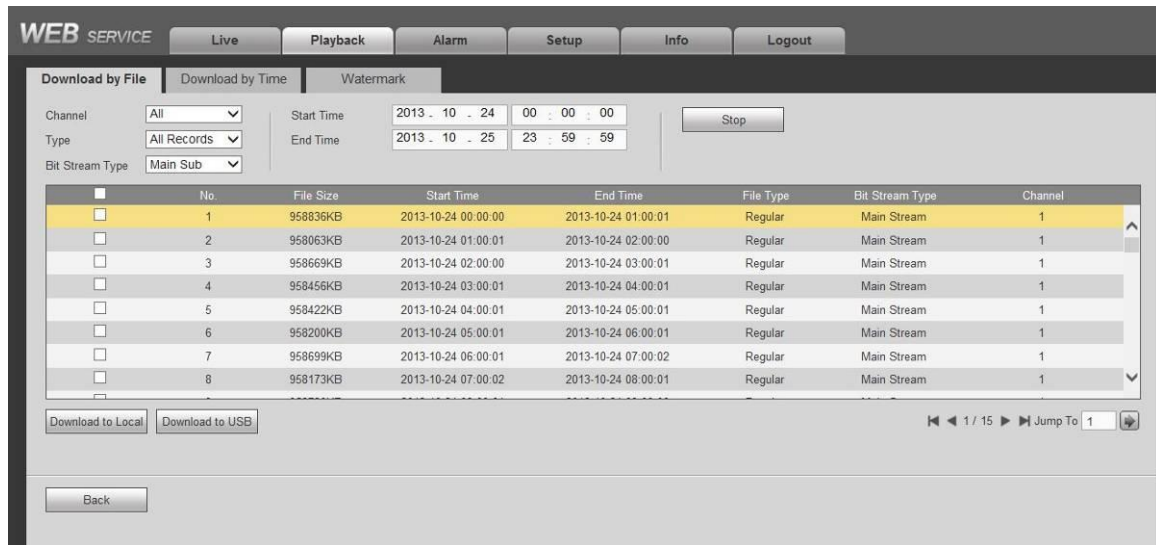 WEB SERVICE Live Playback Alarm Setup Info Logout
Download by File Download by Time Watermark
Channel All Start Time 2013 . 10 . 24 00 : 00 : 00 Stop
Type All Records End Time 2013 . 10 . 25 23 : 59 : 59
Bit Stream Type Main Sub
No. File Size Start Time End Time File Type Bit Stream Type Channel
1 958836KB 2013-10-24 00:00:00 2013-10-24 01:00:01 Regular Main Stream 1
2 958063KB 2013-10-24 01:00:01 2013-10-24 02:00:00 Regular Main Stream 1
3 958669KB 2013-10-24 02:00:00 2013-10-24 03:00:01 Regular Main Stream 1
4 958456KB 2013-10-24 03:00:01 2013-10-24 04:00:01 Regular Main Stream 1
5 958422KB 2013-10-24 04:00:01 2013-10-24 05:00:01 Regular Main Stream 1
6 958200KB 2013-10-24 05:00:01 2013-10-24 06:00:01 Regular Main Stream 1
7 958699KB 2013-10-24 06:00:01 2013-10-24 07:00:02 Regular Main Stream 1
8 958173KB 2013-10-24 07:00:02 2013-10-24 08:00:01 Regular Main Stream 1
Download to Local Download to USB 1 / 15 Jump To 1
Back